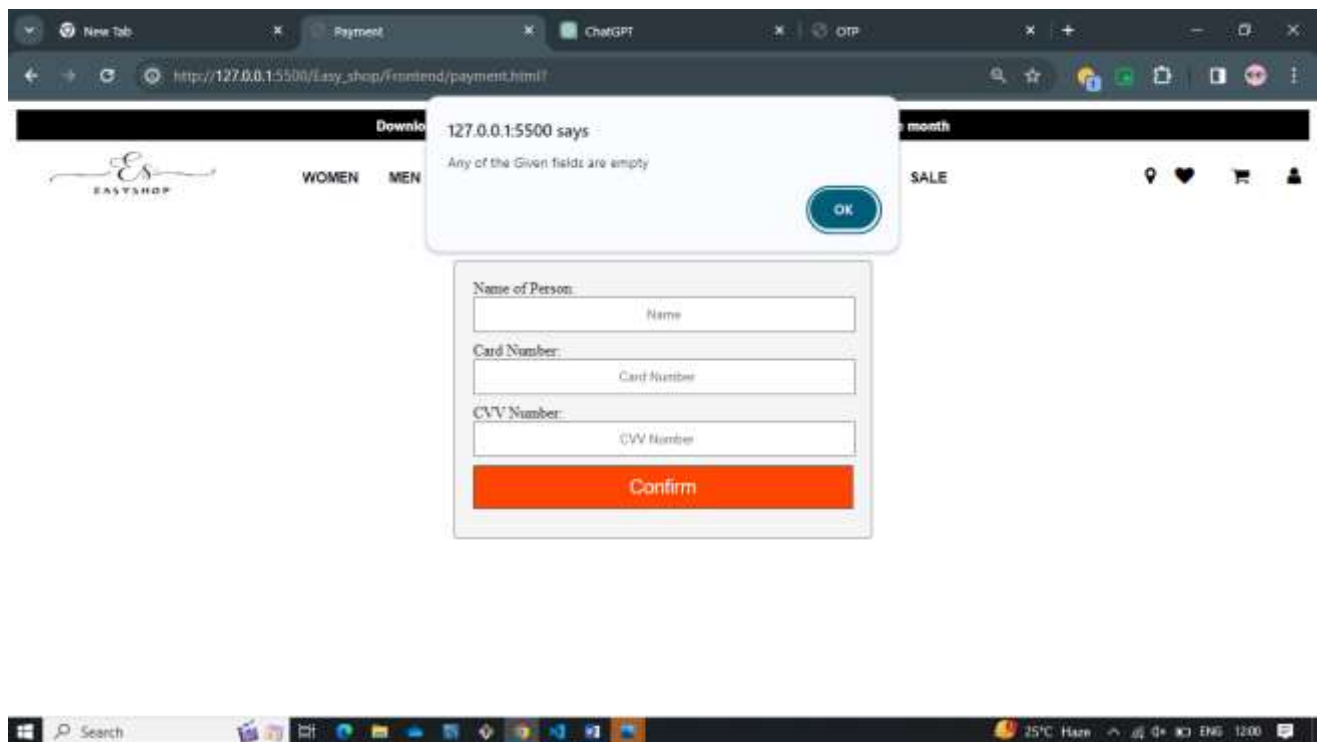 New Tab
Payment
ChatGPT
OTP
http://127.0.0.1:5500/Easy_shop/Frontend/payment.html?
Downlo
month
127.0.0.1:5500 says
Any of the Given fields are empty
OK
Es
EASYSHOP
WOMEN
MEN
SALE
Name of Person:
Name
Card Number:
Card Number
CVV Number:
CVV Number
Confirm
Search
25°C Haze
ENG
12:00